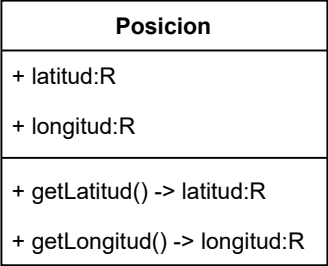 Posicion
+ latitud:R
+ longitud:R
+ getLatitud() -> latitud:R
+ getLongitud() -> longitud:R